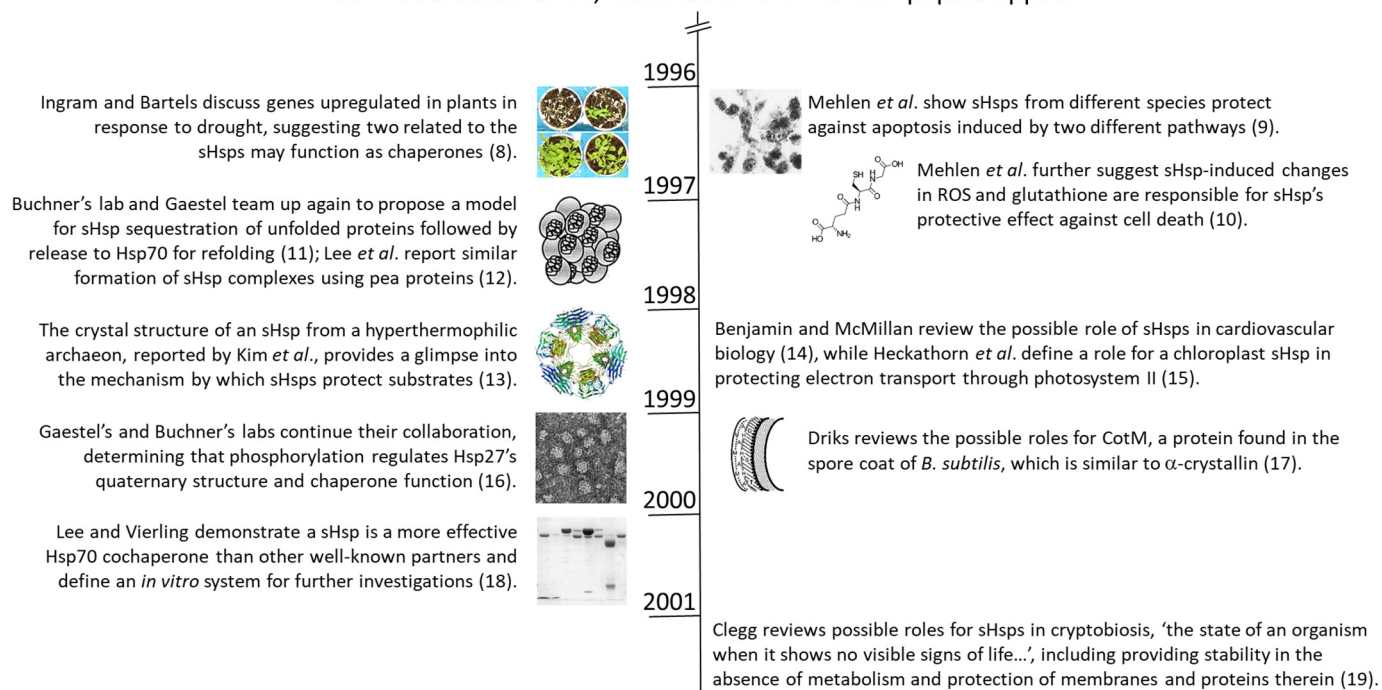 1996
Ingram and Bartels discuss genes upregulated in plants in
response to drought, suggesting two related to the
sHsps may function as chaperones (8).
Mehlen et al. show sHsps from different species protect
against apoptosis induced by two different pathways (9).
SH
H
N
O
OH
O
O
N
H
O
HO
NH₂
Mehlen et al. further suggest sHsp-induced changes
in ROS and glutathione are responsible for sHsp’s
protective effect against cell death (10).
1997
Buchner’s lab and Gaestel team up again to propose a model
for sHsp sequestration of unfolded proteins followed by
release to Hsp70 for refolding (11); Lee et al. report similar
formation of sHsp complexes using pea proteins (12).
1998
The crystal structure of an sHsp from a hyperthermophilic
archaeon, reported by Kim et al., provides a glimpse into
the mechanism by which sHsps protect substrates (13).
Benjamin and McMillan review the possible role of sHsps in cardiovascular
biology (14), while Heckathorn et al. define a role for a chloroplast sHsp in
protecting electron transport through photosystem II (15).
1999
Gaestel’s and Buchner’s labs continue their collaboration,
determining that phosphorylation regulates Hsp27’s
quaternary structure and chaperone function (16).
Driks reviews the possible roles for CotM, a protein found in the
spore coat of B. subtilis, which is similar to α-crystallin (17).
2000
Lee and Vierling demonstrate a sHsp is a more effective
Hsp70 cochaperone than other well-known partners and
define an in vitro system for further investigations (18).
2001
Clegg reviews possible roles for sHsps in cryptobiosis, ‘the state of an organism
when it shows no visible signs of life…’, including providing stability in the
absence of metabolism and protection of membranes and proteins therein (19).